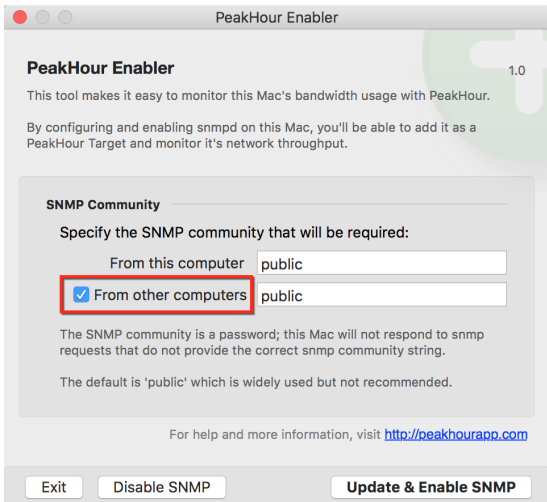 PeakHour Enabler
PeakHour Enabler
1.0
This tool makes it easy to monitor this Mac's bandwidth usage with PeakHour.
By configuring and enabling snmpd on this Mac, you'll be able to add it as a
PeakHour Target and monitor it's network throughput.
SNMP Community
Specify the SNMP community that will be required:
From this computer public
From other computers public
The SNMP community is a password; this Mac will not respond to snmp
requests that do not provide the correct snmp community string.
The default is 'public' which is widely used but not recommended.
For help and more information, visit http://peakhourapp.com
Exit Disable SNMP Update & Enable SNMP